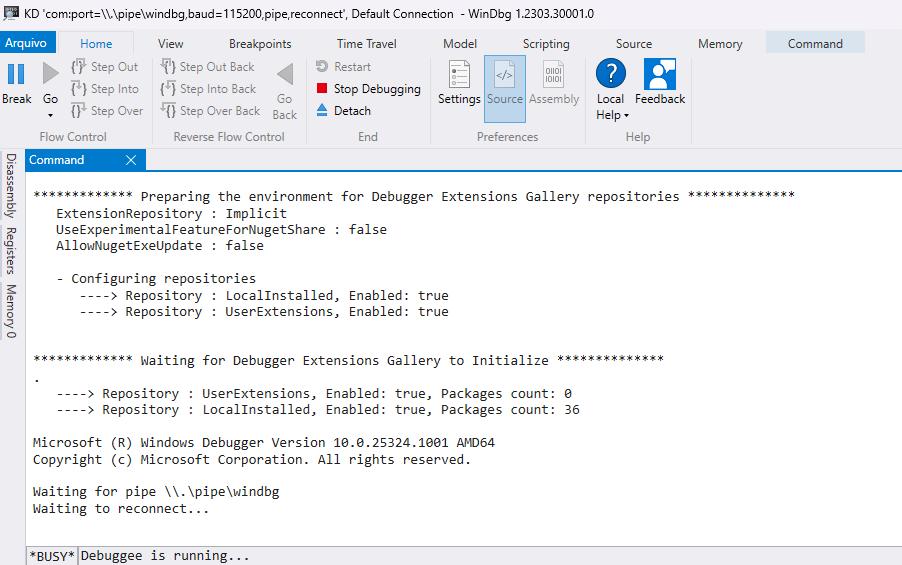 KD 'com:port=\\.\pipe\windbg,baud=115200,pipe,reconnect', Default Connection - WinDbg 1.2303.30001.0
Arquivo Home View Breakpoints Time Travel Model Scripting Source Memory Command
Break
Go
Step Out
Step Into
Step Over
Flow Control
Step Out Back
Step Into Back
Step Over Back
Go Back
Reverse Flow Control
Restart
Stop Debugging
Detach
End
Settings
Source
Assembly
Preferences
Local Help
Feedback
Help
Disassembly
Registers
Memory 0
Command
************* Preparing the environment for Debugger Extensions Gallery repositories **************
ExtensionRepository : Implicit
UseExperimentalFeatureForNugetShare : false
AllowNugetExeUpdate : false
- Configuring repositories
----> Repository : LocalInstalled, Enabled: true
----> Repository : UserExtensions, Enabled: true
************* Waiting for Debugger Extensions Gallery to Initialize **************
.
----> Repository : UserExtensions, Enabled: true, Packages count: 0
----> Repository : LocalInstalled, Enabled: true, Packages count: 36
Microsoft (R) Windows Debugger Version 10.0.25324.1001 AMD64
Copyright (c) Microsoft Corporation. All rights reserved.
Waiting for pipe \\.\pipe\windbg
Waiting to reconnect...
*BUSY* Debuggee is running...